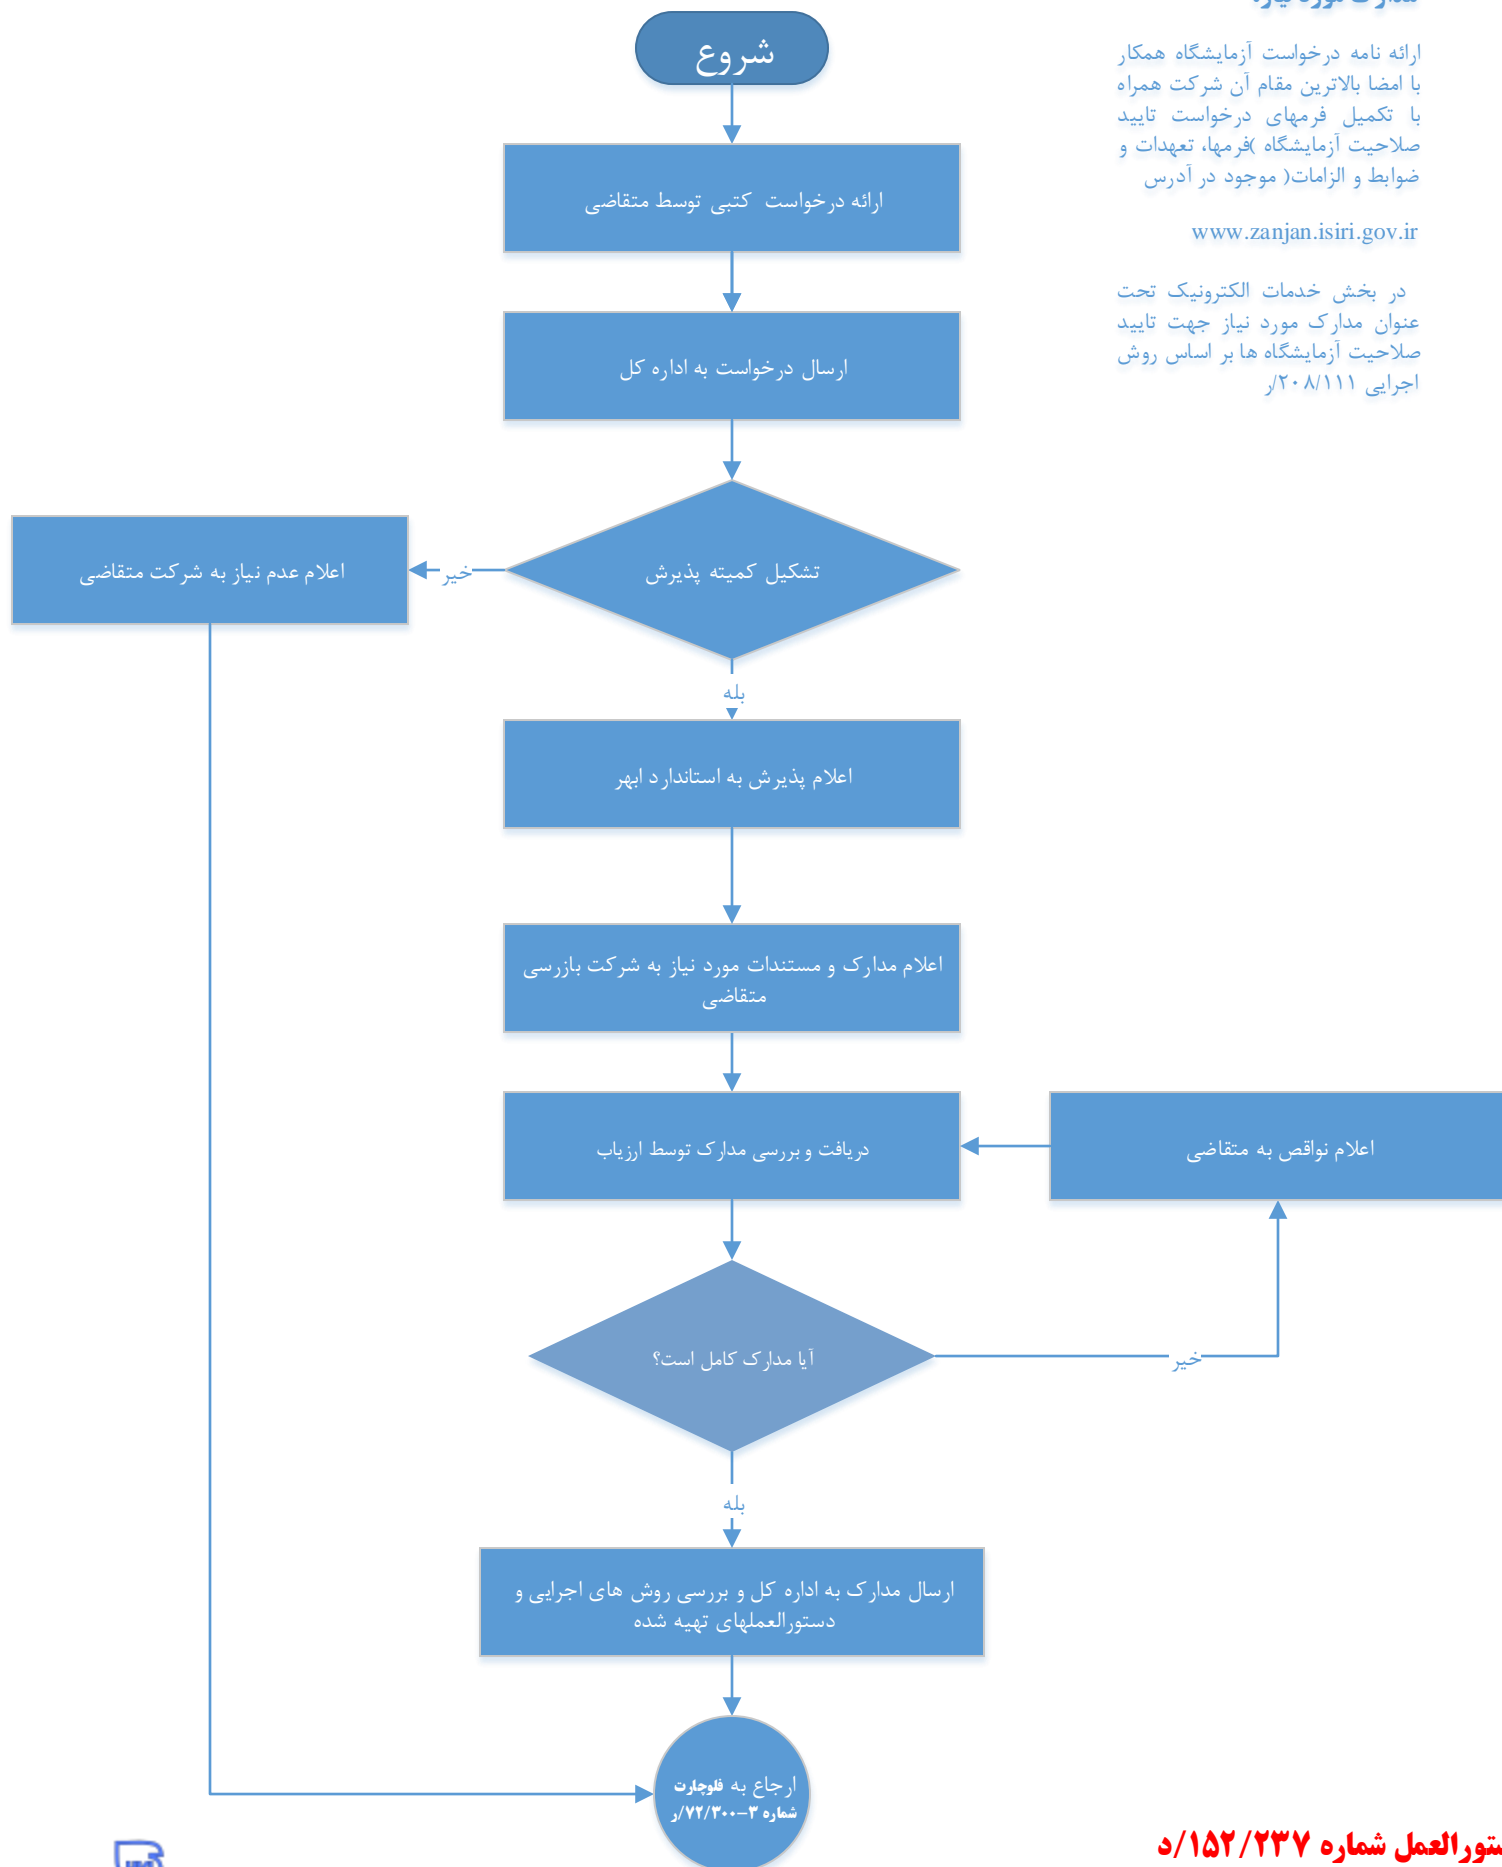 مدارک مورد نیاز:
ارائه نامه درخواست آزمایشگاه همکار
با امضا بالاترین مقام آن شرکت همراه
با تکمیل فرمهای درخواست تایید
صلاحیت آزمایشگاه )فرمها، تعهدات و
ضوابط و الزامات( موجود در آدرس
www.zanjan.isiri.gov.ir
در بخش خدمات الکترونیک تحت
عنوان مدارک مورد نیاز جهت تایید
صلاحیت آزمایشگاه ها بر اساس روش
اجرایی ۲۰۸/۱۱۱/ر
شروع
ارائه درخواست کتبی توسط متقاضی
ارسال درخواست به اداره کل
تشکیل کمیته پذیرش
خیر
اعلام عدم نیاز به شرکت متقاضی
بله
اعلام پذیرش به استاندارد ابهر
اعلام مدارک و مستندات مورد نیاز به شرکت بازرسی
متقاضی
دریافت و بررسی مدارک توسط ارزیاب
اعلام نواقص به متقاضی
آیا مدارک کامل است؟
خیر
بله
ارسال مدارک به اداره کل و بررسی روش های اجرایی و
دستورالعملهای تهیه شده
ارجاع به فلوچارت
شماره ۳-۷۲/۳۰۰/ر
شماره ۱۵۲/۲۳۷/د